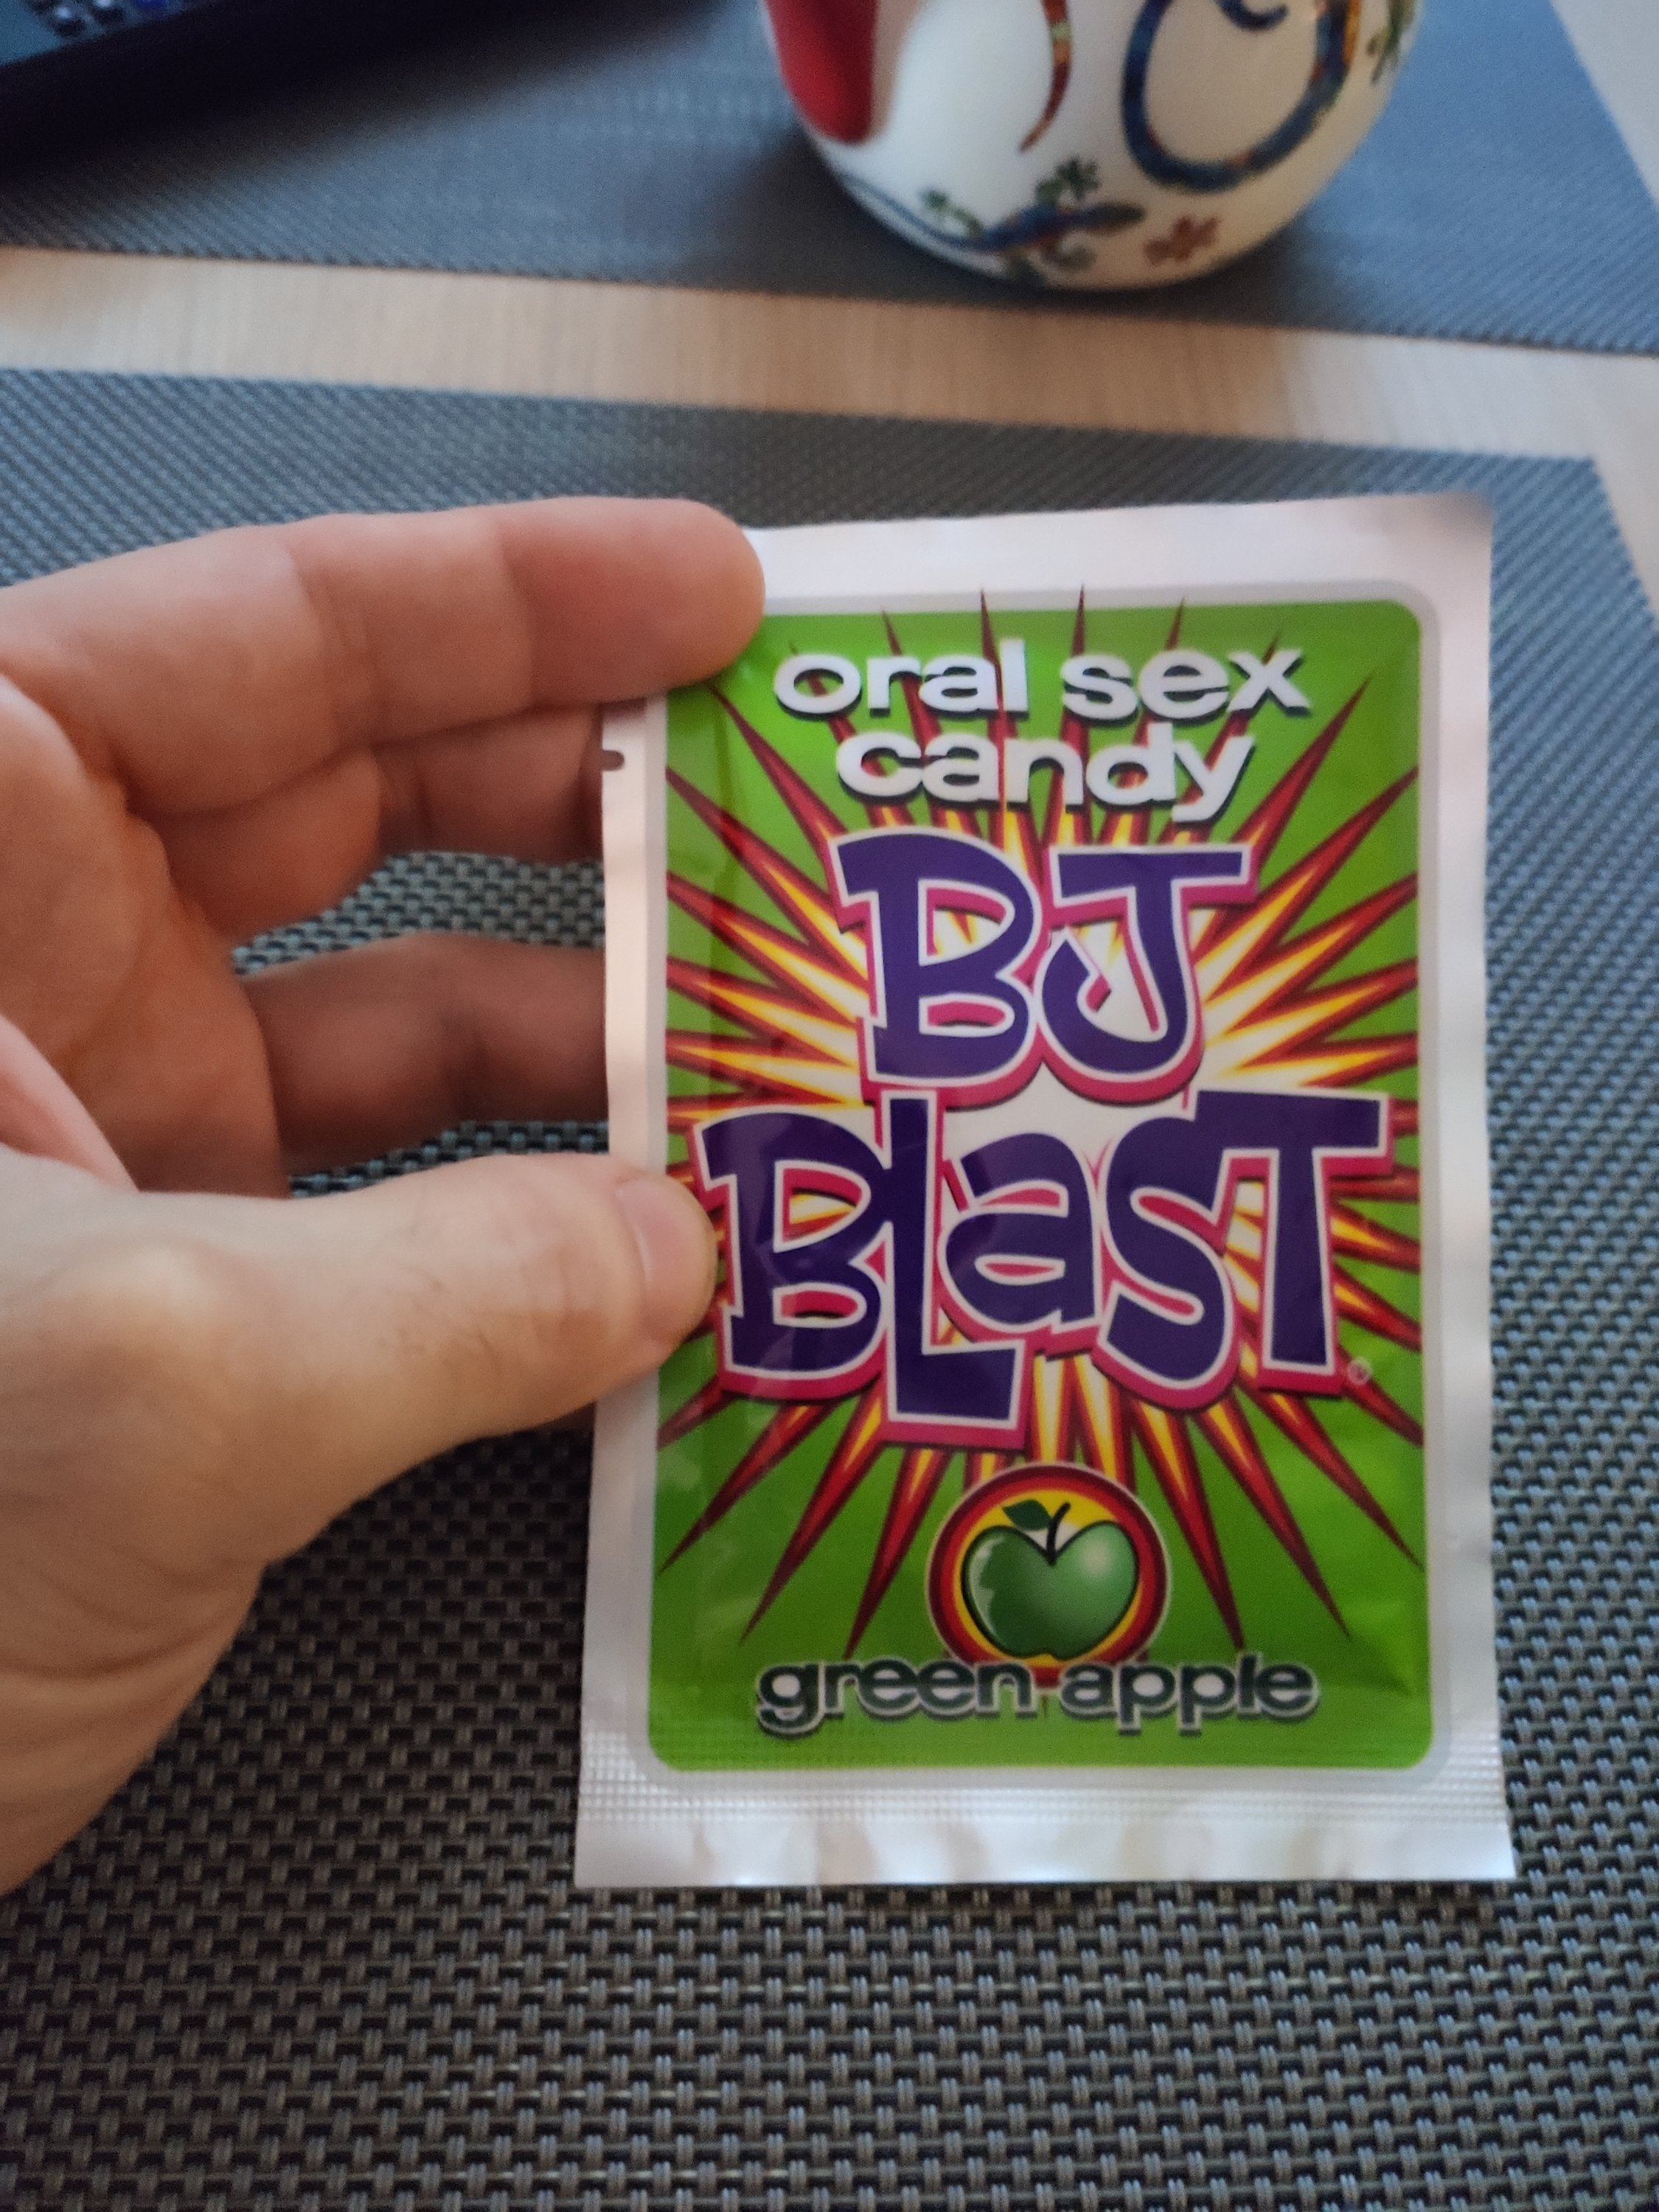 oral sex
candy
BJ
BLasT
®
green apple